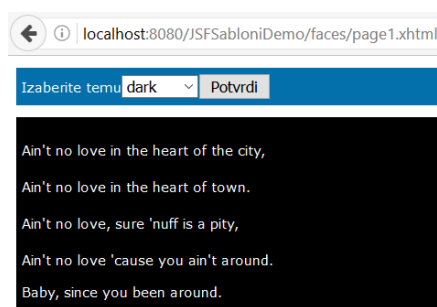 localhost:8080/JSFSabloniDemo/faces/page1.xhtml
Izaberite temu dark Potvrdi
Ain't no love in the heart of the city,
Ain't no love in the heart of town.
Ain't no love, sure 'nuff is a pity,
Ain't no love 'cause you ain't around.
Baby, since you been around.